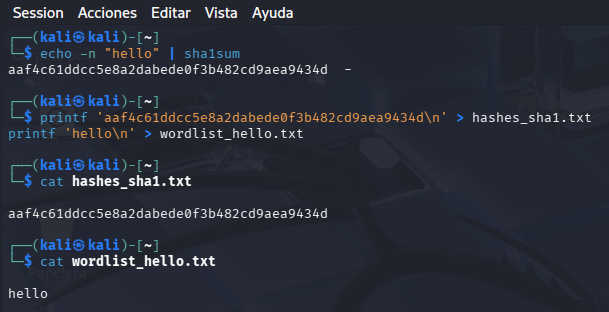 Session Acciones Editar Vista Ayuda
┌──(kali㉿kali)-[~]
└─$ echo -n "hello" | sha1sum
aaf4c61ddcc5e8a2dabede0f3b482cd9aea9434d  -
┌──(kali㉿kali)-[~]
└─$ printf 'aaf4c61ddcc5e8a2dabede0f3b482cd9aea9434d\n' > hashes_sha1.txt
printf 'hello\n' > wordlist_hello.txt
┌──(kali㉿kali)-[~]
└─$ cat hashes_sha1.txt
aaf4c61ddcc5e8a2dabede0f3b482cd9aea9434d
┌──(kali㉿kali)-[~]
└─$ cat wordlist_hello.txt
Papelera
hello